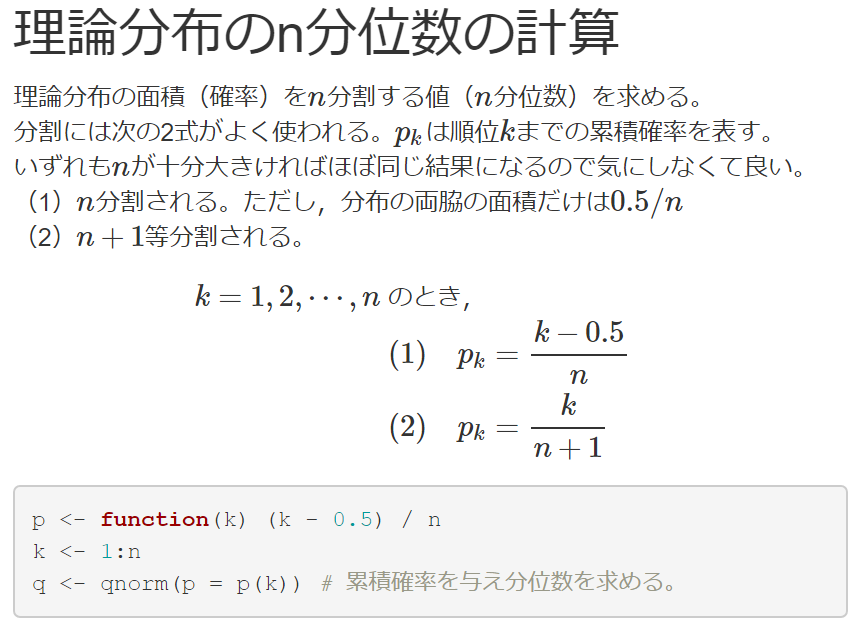 理論分布のn分位数の計算
理論分布の面積（確率）をn分割する値（n分位数）を求める。
分割には次の2式がよく使われる。p_kは順位kまでの累積確率を表す。
いずれもnが十分大きければほぼ同じ結果になるので気にしなくて良い。
（1）n分割される。ただし，分布の両脇の面積だけは0.5/n
（2）n + 1等分割される。
k = 1, 2, ⋯, n のとき，
(1) p_k = \frac{k - 0.5}{n}
(2) p_k = \frac{k}{n + 1}
p <- function(k) (k - 0.5) / n
k <- 1:n
q <- qnorm(p = p(k)) # 累積確率を与え分位数を求める。